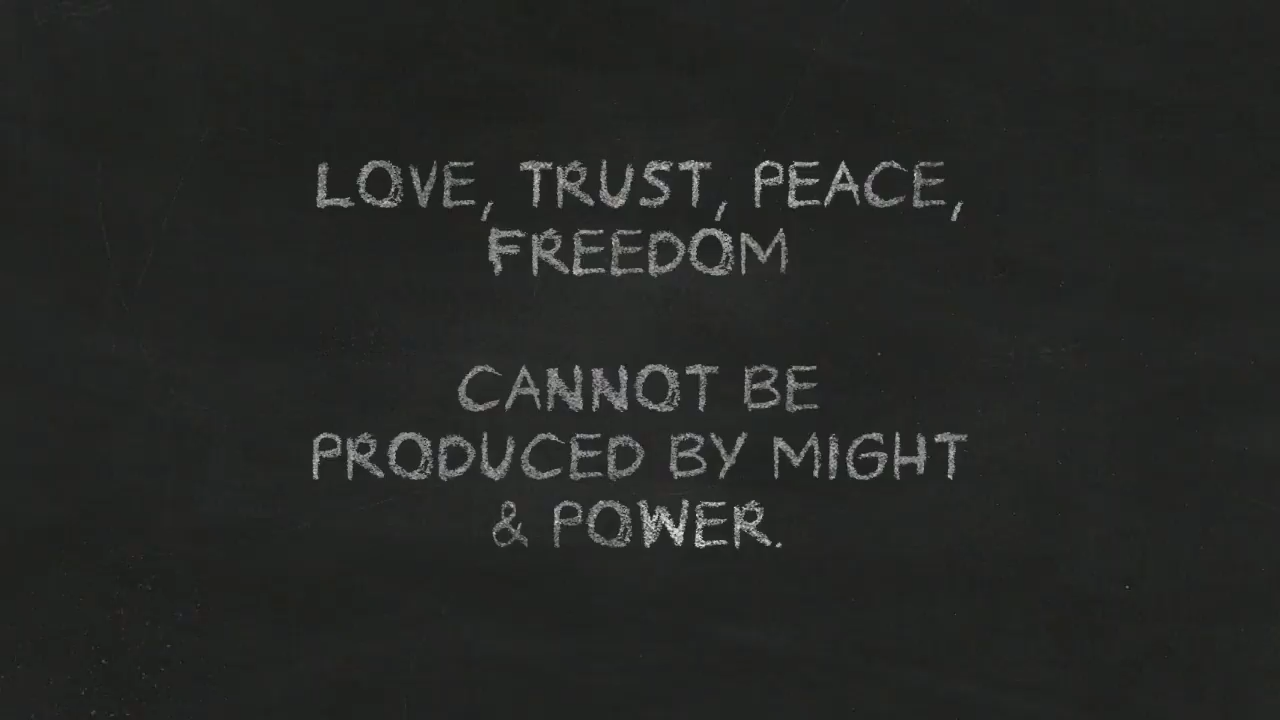 LOVE, TRUST, PEACE,
FREEDOM
CANNOT BE
PRODUCED BY MIGHT
& POWER.